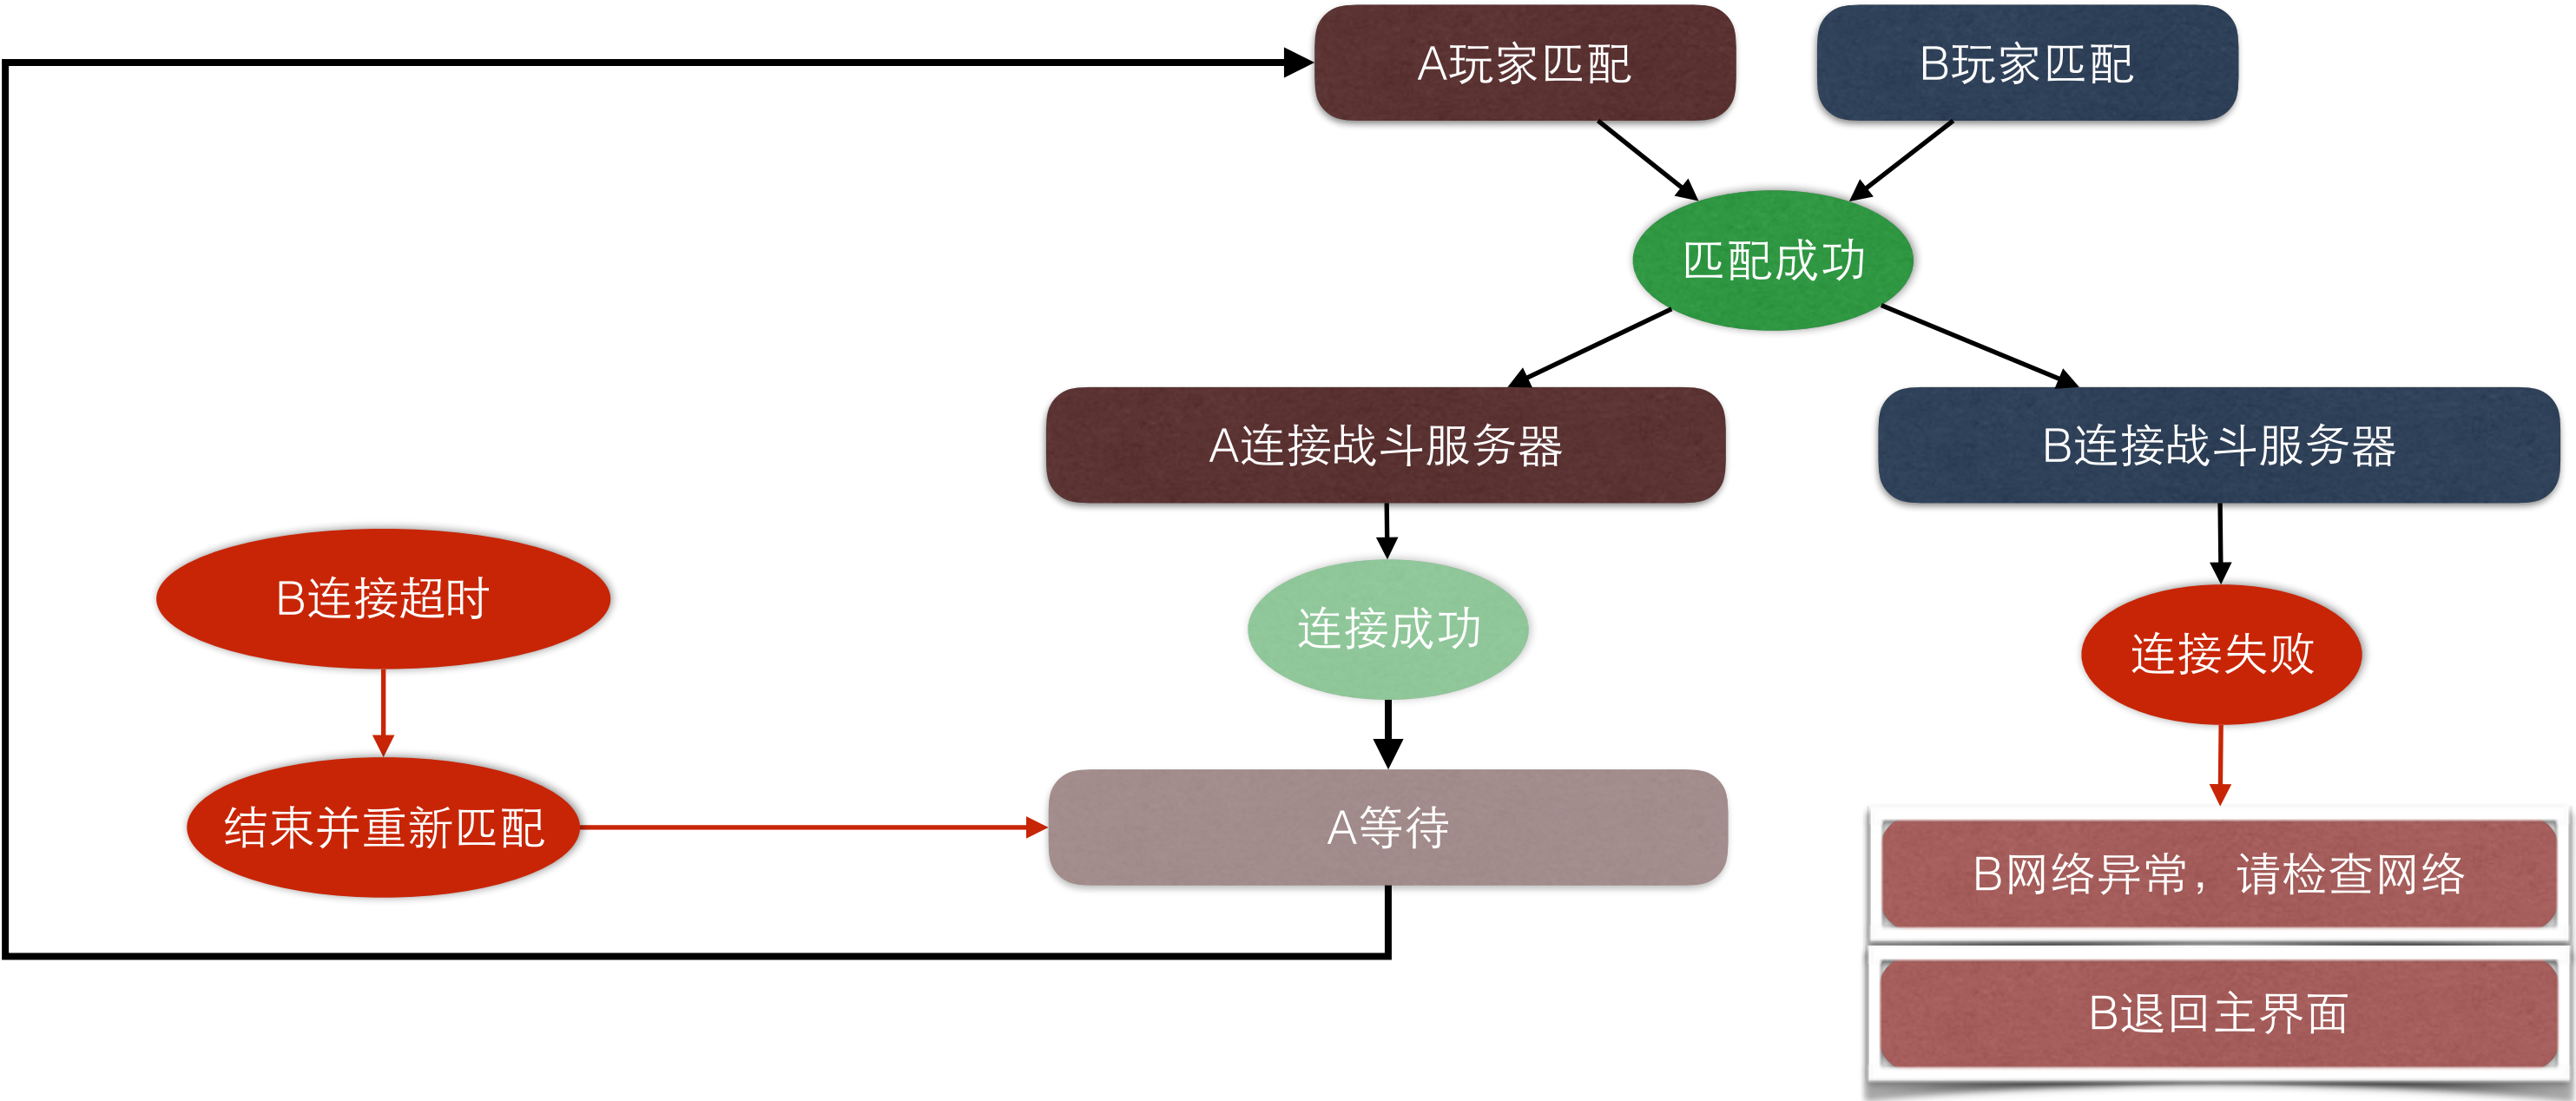 A玩家匹配
B玩家匹配
匹配成功
A连接战斗服务器
B连接战斗服务器
B连接超时
连接成功
连接失败
结束并重新匹配
A等待
B网络异常，请检查网络
B退回主界面